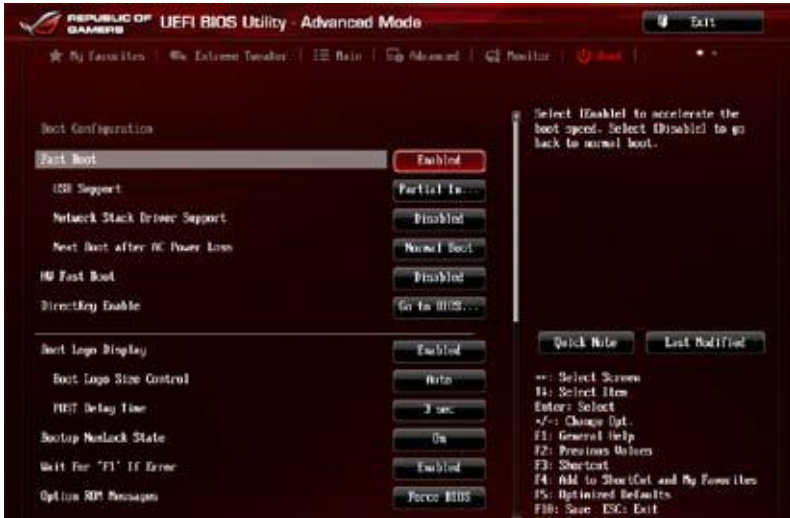 REPUBLIC OF GAMERS
UEFI BIOS Utility - Advanced Mode
Exit
My Favorites
Extreme Tweaker
Main
Advanced
Monitor
Boot
Boot Configuration
Fast Boot
Enabled
USB Support
Partial In...
Network Stack Driver Support
Disabled
Next Boot after AC Power Loss
Normal Boot
HW Fast Boot
Disabled
DirectKey Enable
Go to BIOS...
Boot Logo Display
Enabled
Boot Logo Size Control
Auto
POST Delay Time
3 sec
Bootup NumLock State
On
Wait For 'F1' If Error
Enabled
Option ROM Messages
Force BIOS
Select [Enable] to accelerate the
boot speed. Select [Disable] to go
back to normal boot.
Quick Note
Last Modified
: Select Screen
: Select Item
Enter: Select
+/-: Change Opt.
F1: General Help
F2: Previous Values
F3: Shortcut
F4: Add to ShortCut and My Favorites
F5: Optimized Defaults
F10: Save ESC: Exit